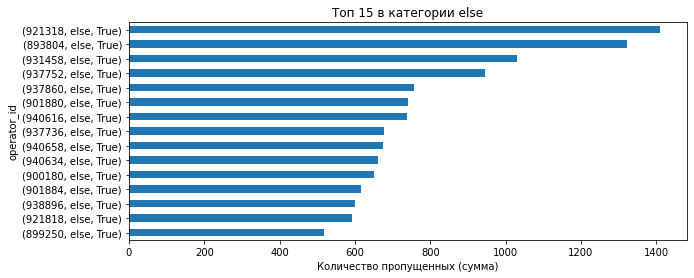 Топ 15 в категории else
(921318, else, True)
(893804, else, True)
(931458, else, True)
(937752, else, True)
(937860, else, True)
(901880, else, True)
(940616, else, True)
(937736, else, True)
(940658, else, True)
(940634, else, True)
(900180, else, True)
(901884, else, True)
(938896, else, True)
(921818, else, True)
(899250, else, True)
operator_id
0 200 400 600 800 1000 1200 1400
Количество пропущенных (сумма)